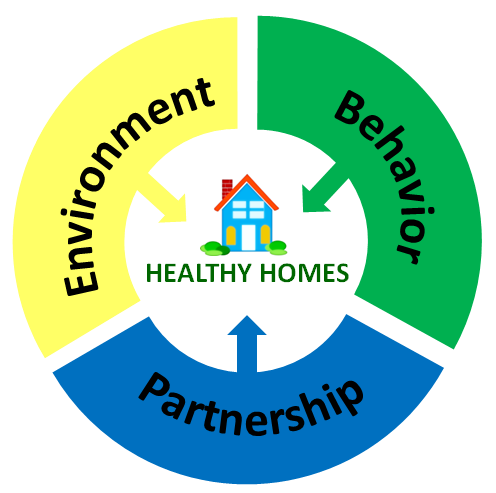 Environment
Behavior
HEALTHY HOMES
Partnership